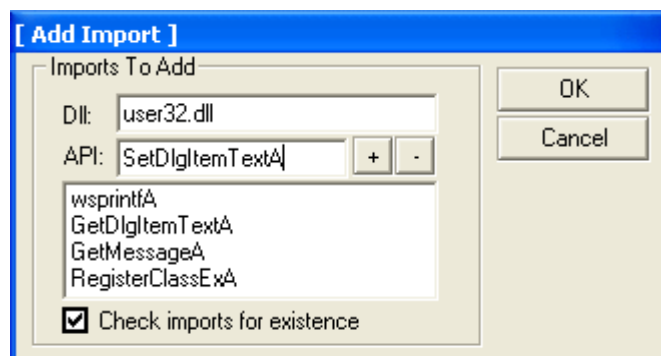 [ Add Import ]
Imports To Add
Dll: user32.dll
API: SetDlgItemTextA + -
wsprintfA
GetDlgItemTextA
GetMessageA
RegisterClassExA
Check imports for existence
OK
Cancel